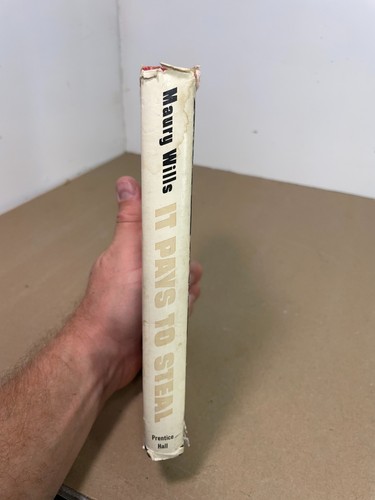 Maury Wills
IT PAYS TO STEAL
Prentice
Hall